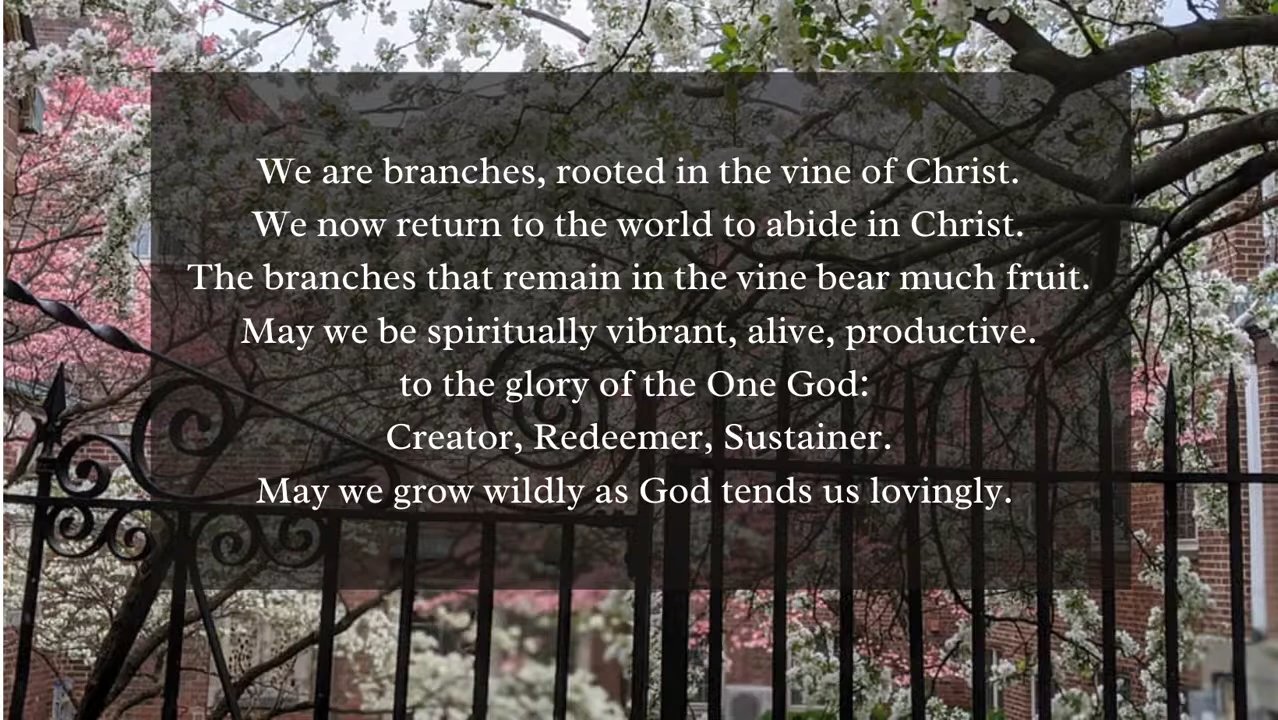 We are branches, rooted in the vine of Christ.
We now return to the world to abide in Christ.
The branches that remain in the vine bear much fruit.
May we be spiritually vibrant, alive, productive.
to the glory of the One God:
Creator, Redeemer, Sustainer.
May we grow wildly as God tends us lovingly.